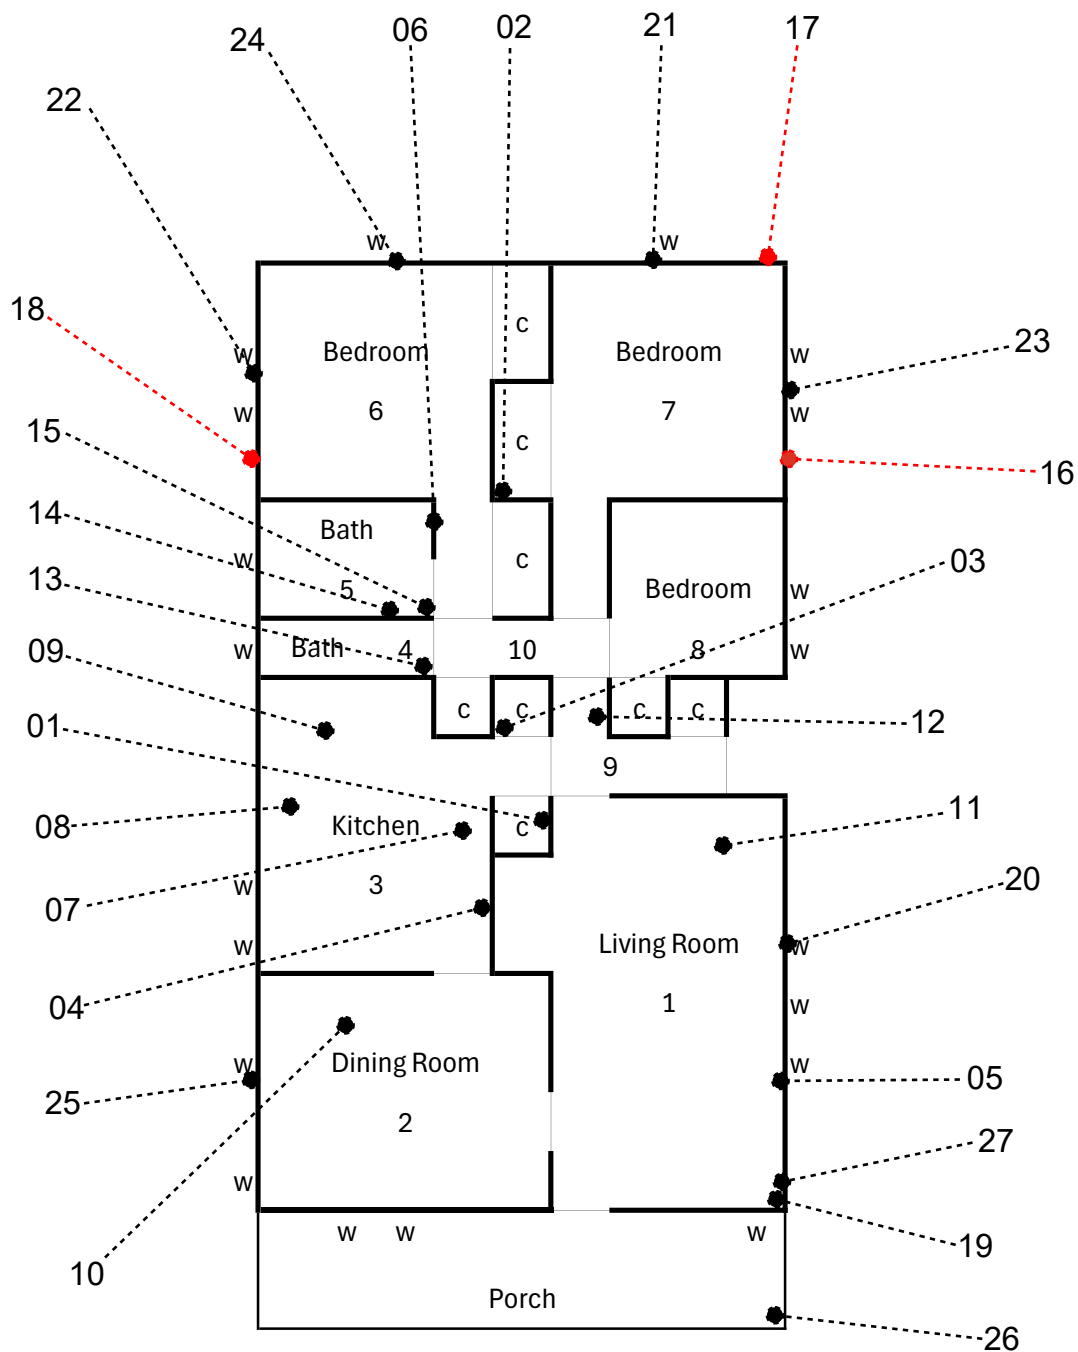 06 02 21 17
24
22
w w
18
c
Bedroom Bedroom
w w
23
6 7
w w
15
c
16
14
Bath
13
w
c
03
5
Bedroom
w
09
w
Bath 4
10
8
w
01
c c c c
12
9
08
Kitchen
c
11
07
3
w
20
04
w
Living Room
w
1
w
Dining Room
w
w
25
05
2
27
w
w w w
19
10
Porch
26